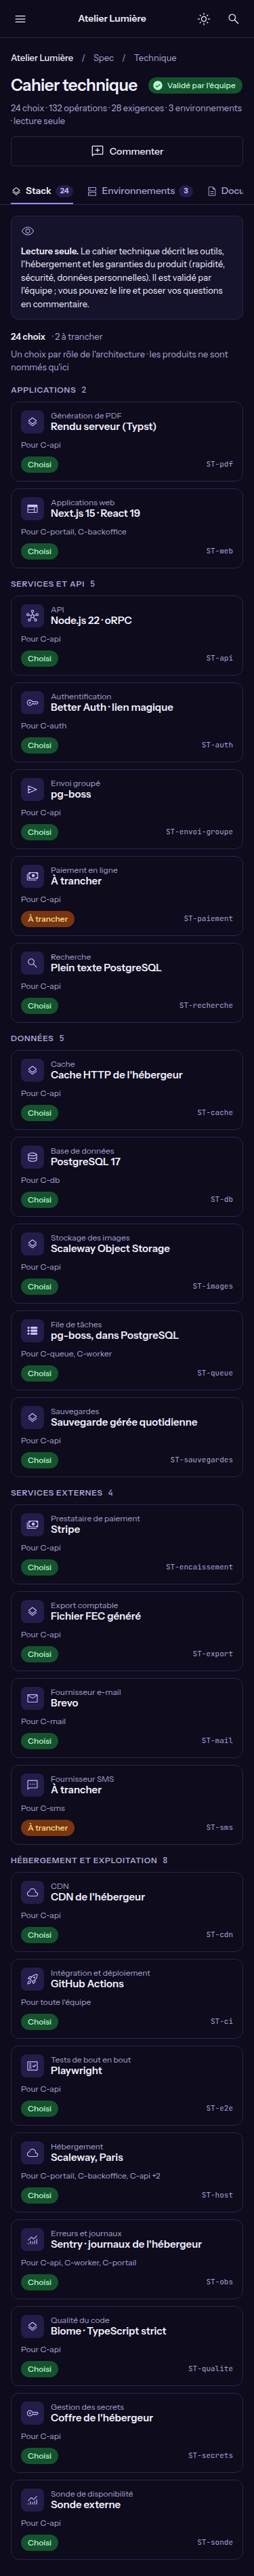 Atelier Lumière
Atelier Lumière / Spec / Technique
Cahier technique
Validé par l'équipe
24 choix · 132 opérations · 28 exigences · 3 environnements
· lecture seule
Commenter
Stack 24
Environnements 3
Docu
Lecture seule. Le cahier technique décrit les outils,
l'hébergement et les garanties du produit (rapidité,
sécurité, données personnelles). Il est validé par
l'équipe ; vous pouvez le lire et poser vos questions
en commentaire.
24 choix · 2 à trancher
Un choix par rôle de l'architecture · les produits ne sont
nommés qu'ici
APPLICATIONS 2
Génération de PDF
Rendu serveur (Typst)
Pour C-api
Choisi
ST-pdf
Applications web
Next.js 15 · React 19
Pour C-portail, C-backoffice
Choisi
ST-web
SERVICES ET API 5
API
Node.js 22 · oRPC
Pour C-api
Choisi
ST-api
Authentification
Better Auth · lien magique
Pour C-auth
Choisi
ST-auth
Envoi groupé
pg-boss
Pour C-api
Choisi
ST-envoi-groupe
Paiement en ligne
À trancher
Pour C-api
À trancher
ST-paiement
Recherche
Plein texte PostgreSQL
Pour C-api
Choisi
ST-recherche
DONNÉES 5
Cache
Cache HTTP de l'hébergeur
Pour C-api
Choisi
ST-cache
Base de données
PostgreSQL 17
Pour C-db
Choisi
ST-db
Stockage des images
Scaleway Object Storage
Pour C-api
Choisi
ST-images
File de tâches
pg-boss, dans PostgreSQL
Pour C-queue, C-worker
Choisi
ST-queue
Sauvegardes
Sauvegarde gérée quotidienne
Pour C-api
Choisi
ST-sauvegardes
SERVICES EXTERNES 4
Prestataire de paiement
Stripe
Pour C-api
Choisi
ST-encaissement
Export comptable
Fichier FEC généré
Pour C-api
Choisi
ST-export
Fournisseur e-mail
Brevo
Pour C-mail
Choisi
ST-mail
Fournisseur SMS
À trancher
Pour C-sms
À trancher
ST-sms
HÉBERGEMENT ET EXPLOITATION 8
CDN
CDN de l'hébergeur
Pour C-api
Choisi
ST-cdn
Intégration et déploiement
GitHub Actions
Pour toute l'équipe
Choisi
ST-ci
Tests de bout en bout
Playwright
Pour C-api
Choisi
ST-e2e
Hébergement
Scaleway, Paris
Pour C-portail, C-backoffice, C-api +2
Choisi
ST-host
Erreurs et journaux
Sentry · journaux de l'hébergeur
Pour C-api, C-worker, C-portail
Choisi
ST-obs
Qualité du code
Biome · TypeScript strict
Pour C-api
Choisi
ST-qualite
Gestion des secrets
Coffre de l'hébergeur
Pour C-api
Choisi
ST-secrets
Sonde de disponibilité
Sonde externe
Pour C-api
Choisi
ST-sonde